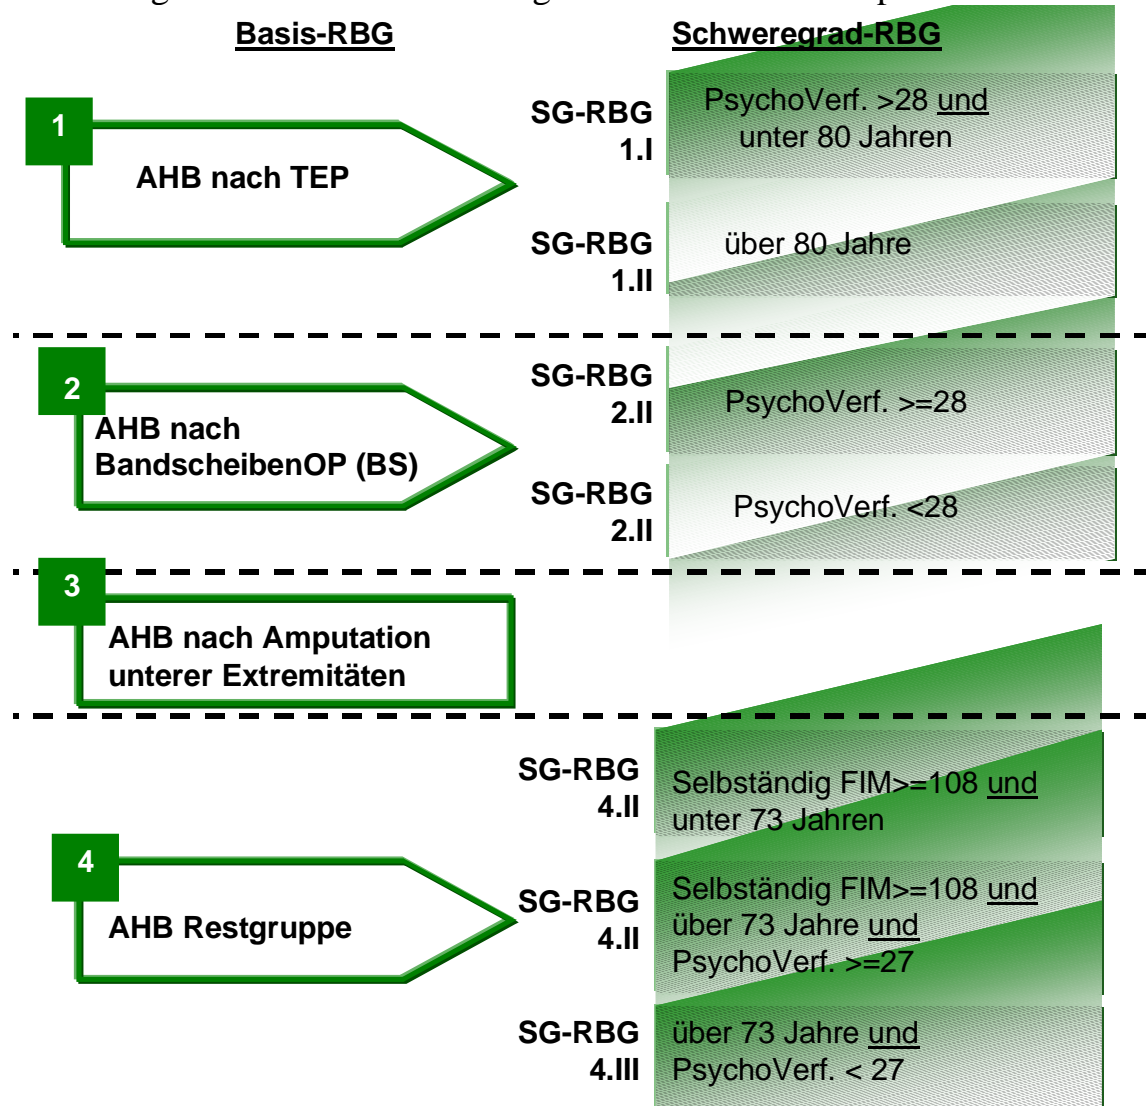 Basis-RBG
Schweregrad-RBG
1
AHB nach TEP
SG-RBG
1.I
PsychoVerf. >28 und
unter 80 Jahren
SG-RBG
1.II
über 80 Jahre
2
AHB nach
BandscheibenOP (BS)
SG-RBG
2.II
PsychoVerf. >=28
SG-RBG
2.II
PsychoVerf. <28
3
AHB nach Amputation
unterer Extremitäten
4
AHB Restgruppe
SG-RBG
4.II
Selbständig FIM>=108 und
unter 73 Jahren
SG-RBG
4.II
Selbständig FIM>=108 und
über 73 Jahre und
PsychoVerf. >=27
SG-RBG
4.III
über 73 Jahre und
PsychoVerf. < 27